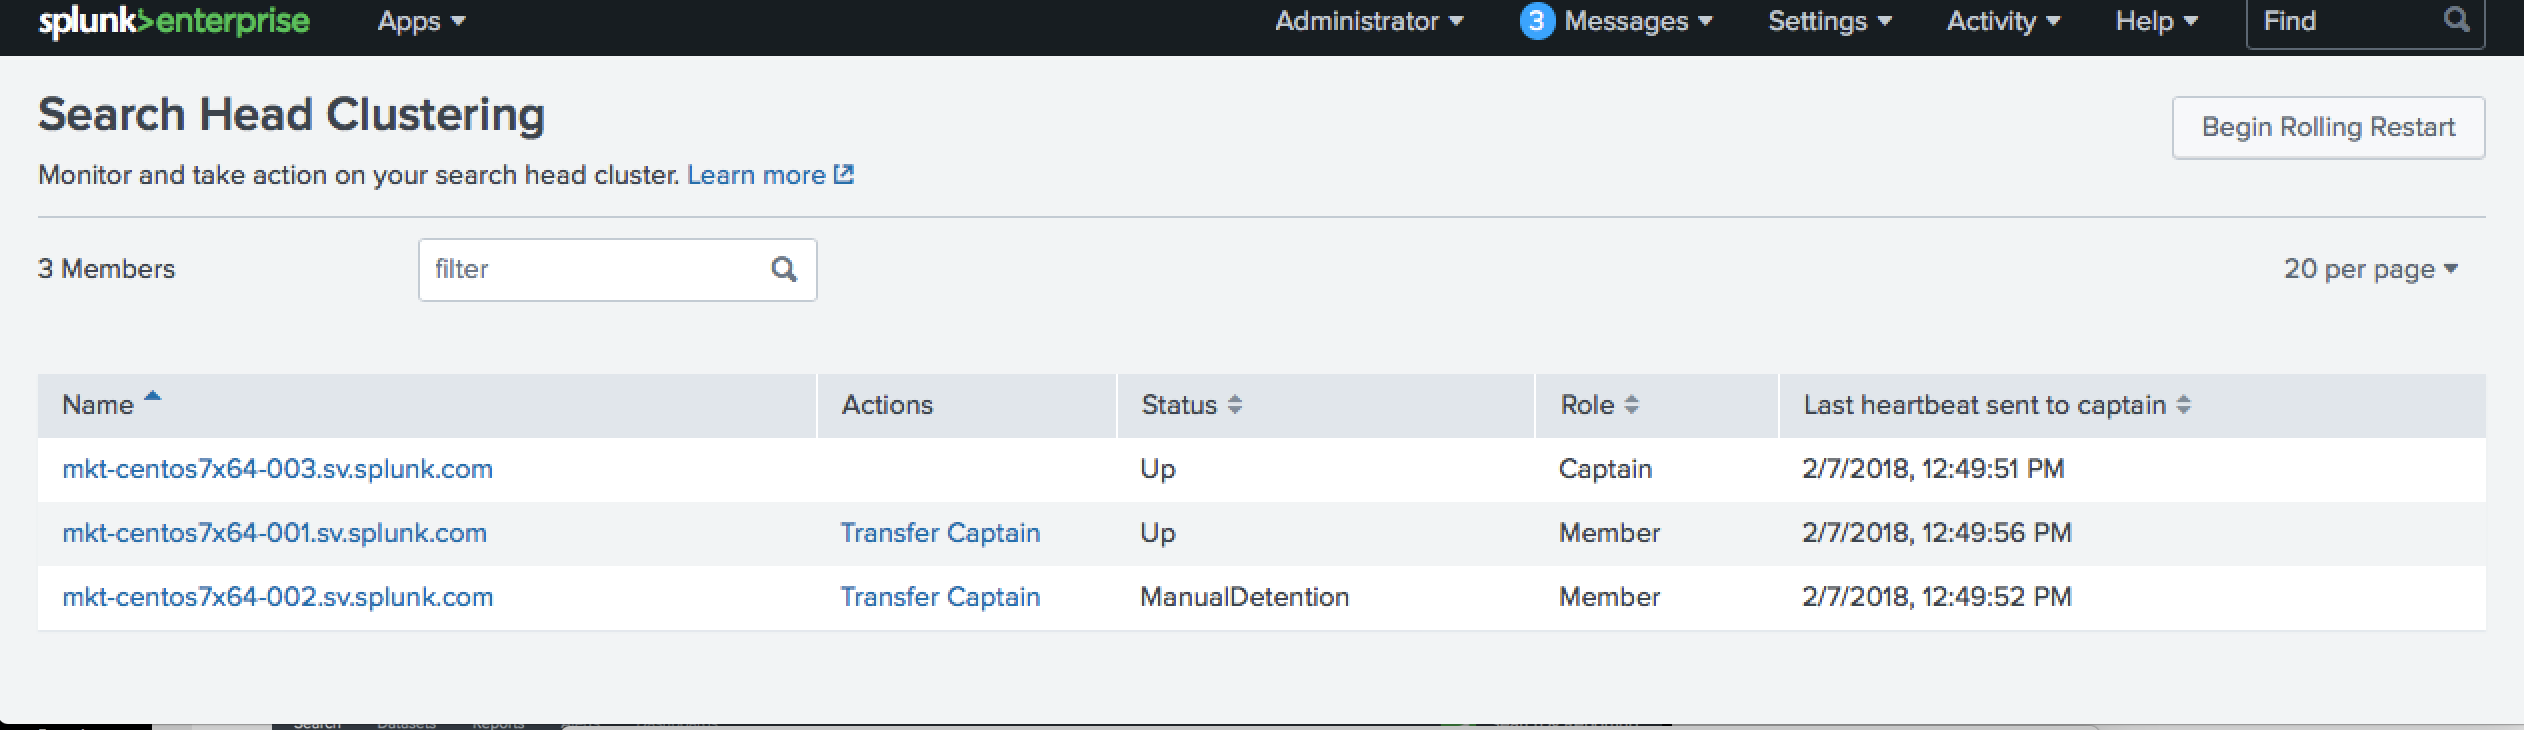 splunk>enterprise Apps Administrator 3 Messages Settings Activity Help Find
Search Head Clustering
Begin Rolling Restart
Monitor and take action on your search head cluster. Learn more
3 Members filter 20 per page
Name Actions Status Role Last heartbeat sent to captain
mkt-centos7x64-003.sv.splunk.com Up Captain 2/7/2018, 12:49:51 PM
mkt-centos7x64-001.sv.splunk.com Transfer Captain Up Member 2/7/2018, 12:49:56 PM
mkt-centos7x64-002.sv.splunk.com Transfer Captain ManualDetention Member 2/7/2018, 12:49:52 PM
Search Datasets Reports